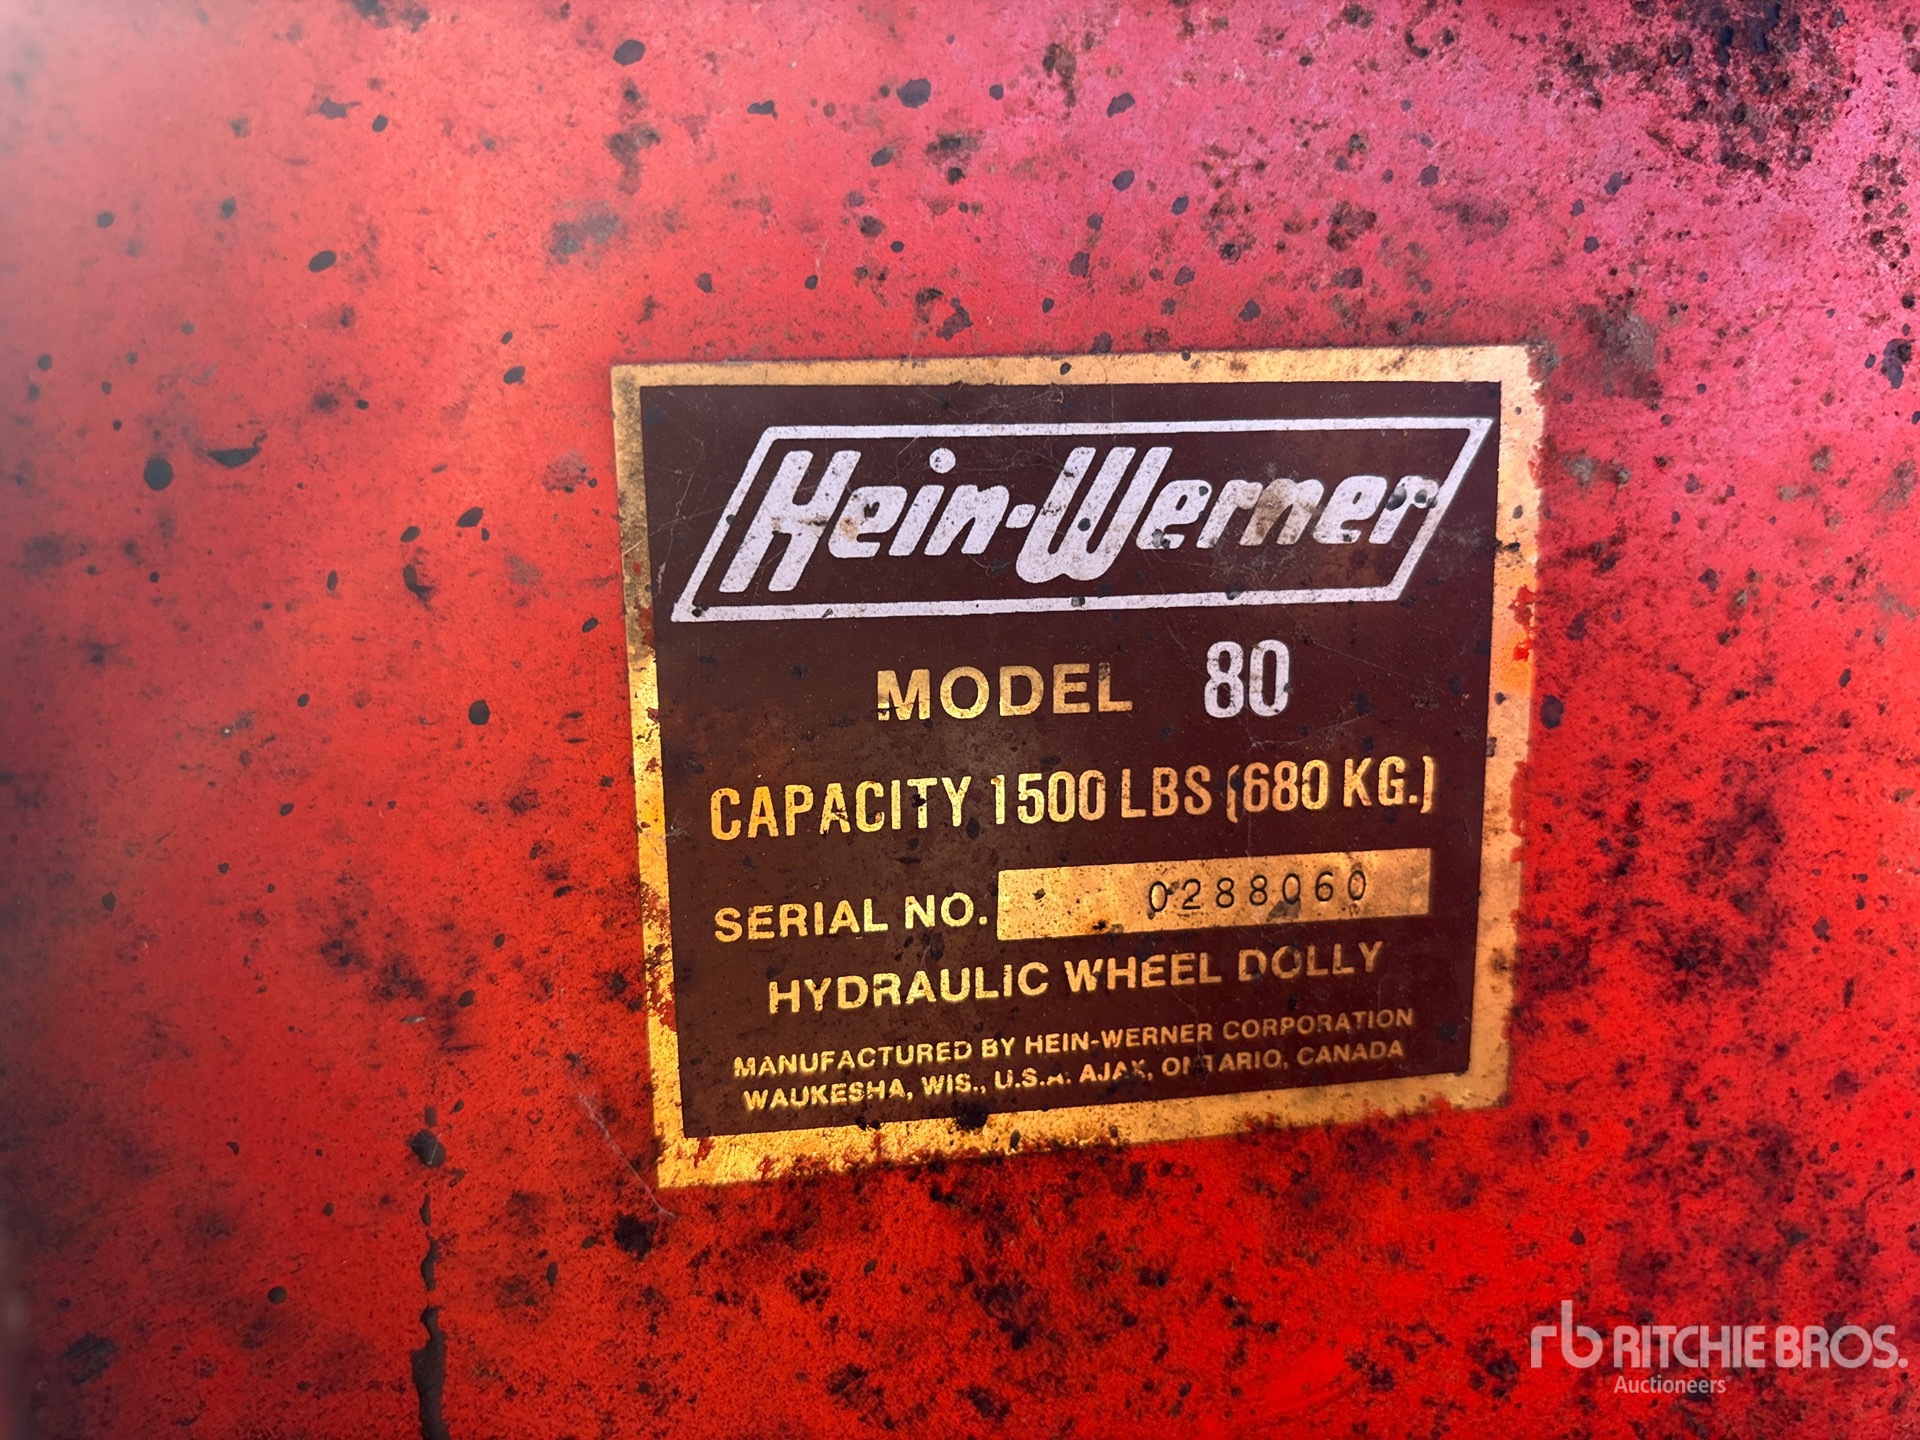 Hein-Werner
MODEL 80
CAPACITY 1500 LBS (680 KG.)
SERIAL NO. 0288060
HYDRAULIC WHEEL DOLLY
MANUFACTURED BY HEIN-WERNER CORPORATION
WAUKESHA, WIS., U.S.A. AJAX, ONTARIO, CANADA
rb RITCHIE BROS.
Auctioneers